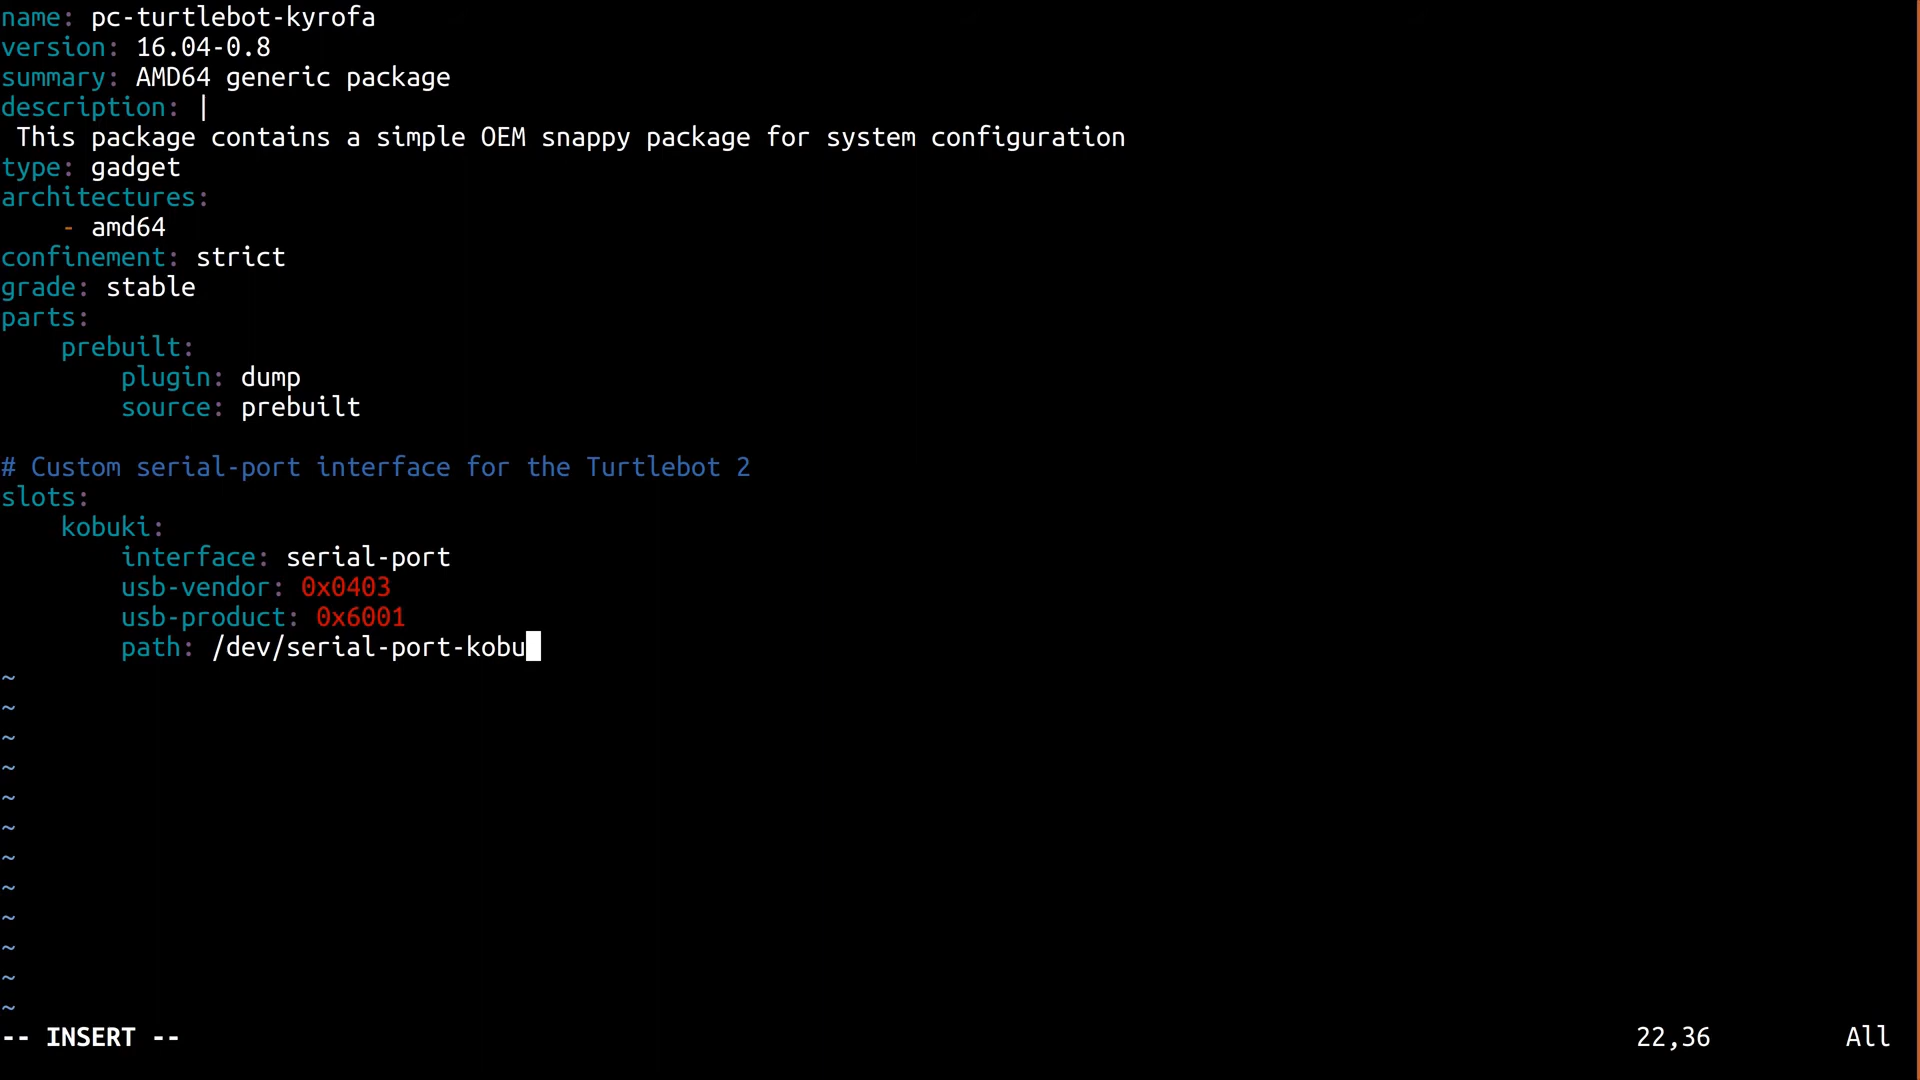 name: pc-turtlebot-kyrofa
version: 16.04-0.8
summary: AMD64 generic package
description: |
 This package contains a simple OEM snappy package for system configuration
type: gadget
architectures:
    - amd64
confinement: strict
grade: stable
parts:
    prebuilt:
        plugin: dump
        source: prebuilt

# Custom serial-port interface for the Turtlebot 2
slots:
    kobuki:
        interface: serial-port
        usb-vendor: 0x0403
        usb-product: 0x6001
        path: /dev/serial-port-kobu
~
~
~
~
~
~
~
~
~
~
~
~
-- INSERT -- 22,36 All